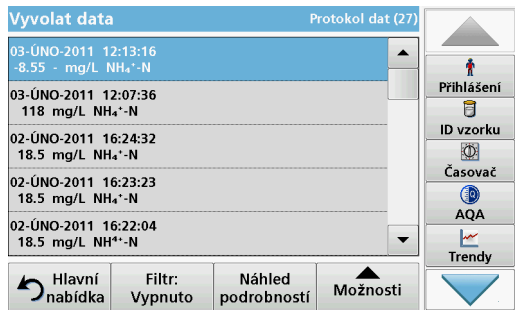 Vyvolat data
Protokol dat (27)
03-ÚNO-2011 12:13:16
-8.55 - mg/L NH₄⁺-N
03-ÚNO-2011 12:07:36
118 mg/L NH₄⁺-N
02-ÚNO-2011 16:24:32
18.5 mg/L NH₄⁺-N
02-ÚNO-2011 16:23:23
18.5 mg/L NH₄⁺-N
02-ÚNO-2011 16:22:04
18.5 mg/L NH⁴⁺-N
Přihlášení
ID vzorku
Časovač
AQA
Trendy
Hlavní
nabídka
Filtr:
Vypnuto
Náhled
podrobností
Možnosti